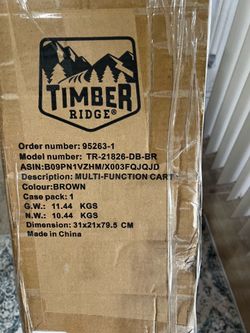 TIMBER
RIDGE®
Order number: 95263-1
Model number: TR-21826-DB-BR
ASIN:B09PN1VZHM/X003FQJQJD
Description: MULTI-FUNCTION CART
Colour:BROWN
Case pack: 1
G.W.: 11.44 KGS
N.W.: 10.44 KGS
Dimension: 31x21x79.5 CM
Made in China